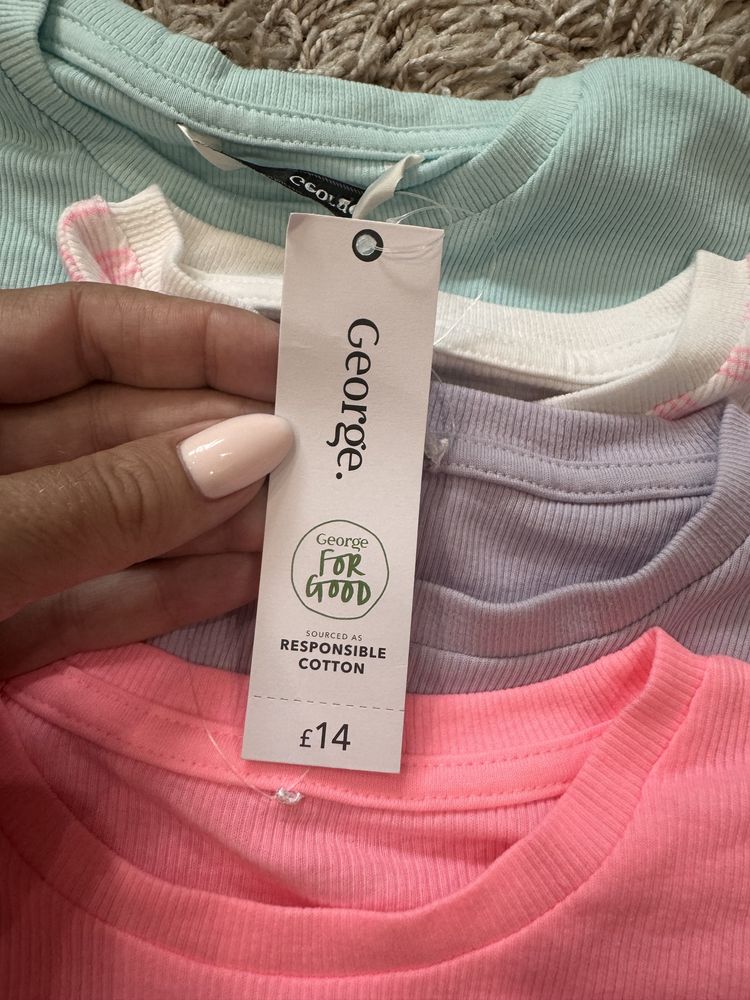 George.
George
FOR
GOOD
SOURCED AS
RESPONSIBLE
COTTON
£14